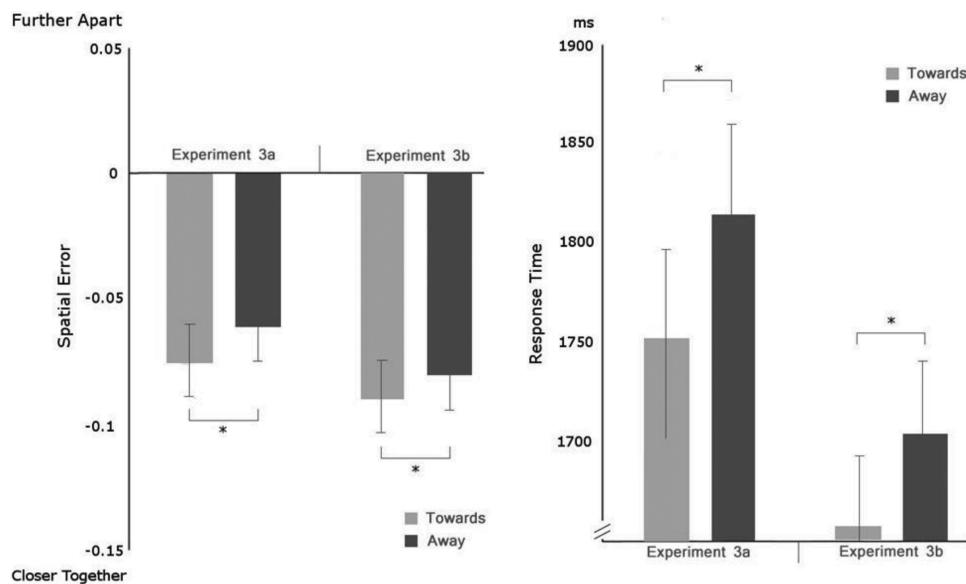 Further Apart
0.05
Experiment 3a
Experiment 3b
0
Spatial Error
-0.05
*
-0.1
*
Towards
Away
-0.15
Closer Together
ms
1900
Towards
*
Away
1850
1800
Response Time
*
1750
1700
Experiment 3a
Experiment 3b